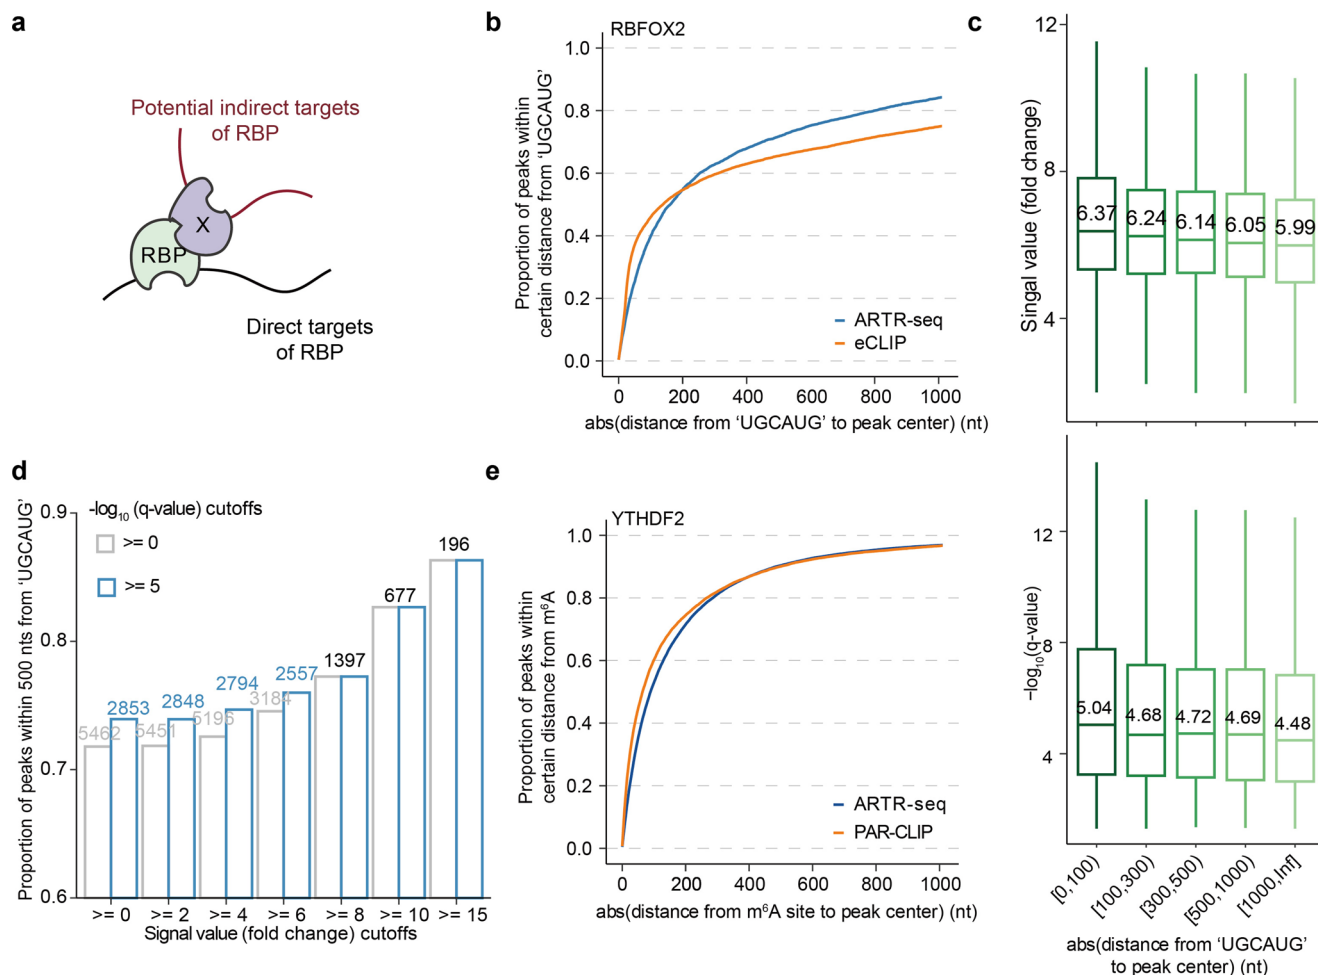 a
Potential indirect targets
of RBP
X
RBP
Direct targets
of RBP
b
RBFOX2
Proportion of peaks within
certain distance from ‘UGCAUG’
1.0
0.8
0.6
0.4
0.2
0.0
ARTR-seq
eCLIP
0 200 400 600 800 1000
abs(distance from ‘UGCAUG’ to peak center) (nt)
c
Singal value (fold change)
12
8
4
6.37 6.24 6.14 6.05 5.99
−log10(q-value)
12
8
4
5.04 4.68 4.72 4.69 4.48
[0,100) [100,300) [300,500) [500,1000) [1000,Inf]
abs(distance from ‘UGCAUG’
to peak center) (nt)
d
Proportion of peaks within 500 nts from ‘UGCAUG’
0.9
0.8
0.7
0.6
-log10 (q-value) cutoffs
>= 0
>= 5
5462 2853 5451 2848 5196 2794 3184 2557 1397 677 196
>= 0 >= 2 >= 4 >= 6 >= 8 >= 10 >= 15
Signal value (fold change) cutoffs
e
YTHDF2
Proportion of peaks within
certain distance from m⁶A
1.0
0.8
0.6
0.4
0.2
0.0
ARTR-seq
PAR-CLIP
0 200 400 600 800 1000
abs(distance from m⁶A site to peak center) (nt)